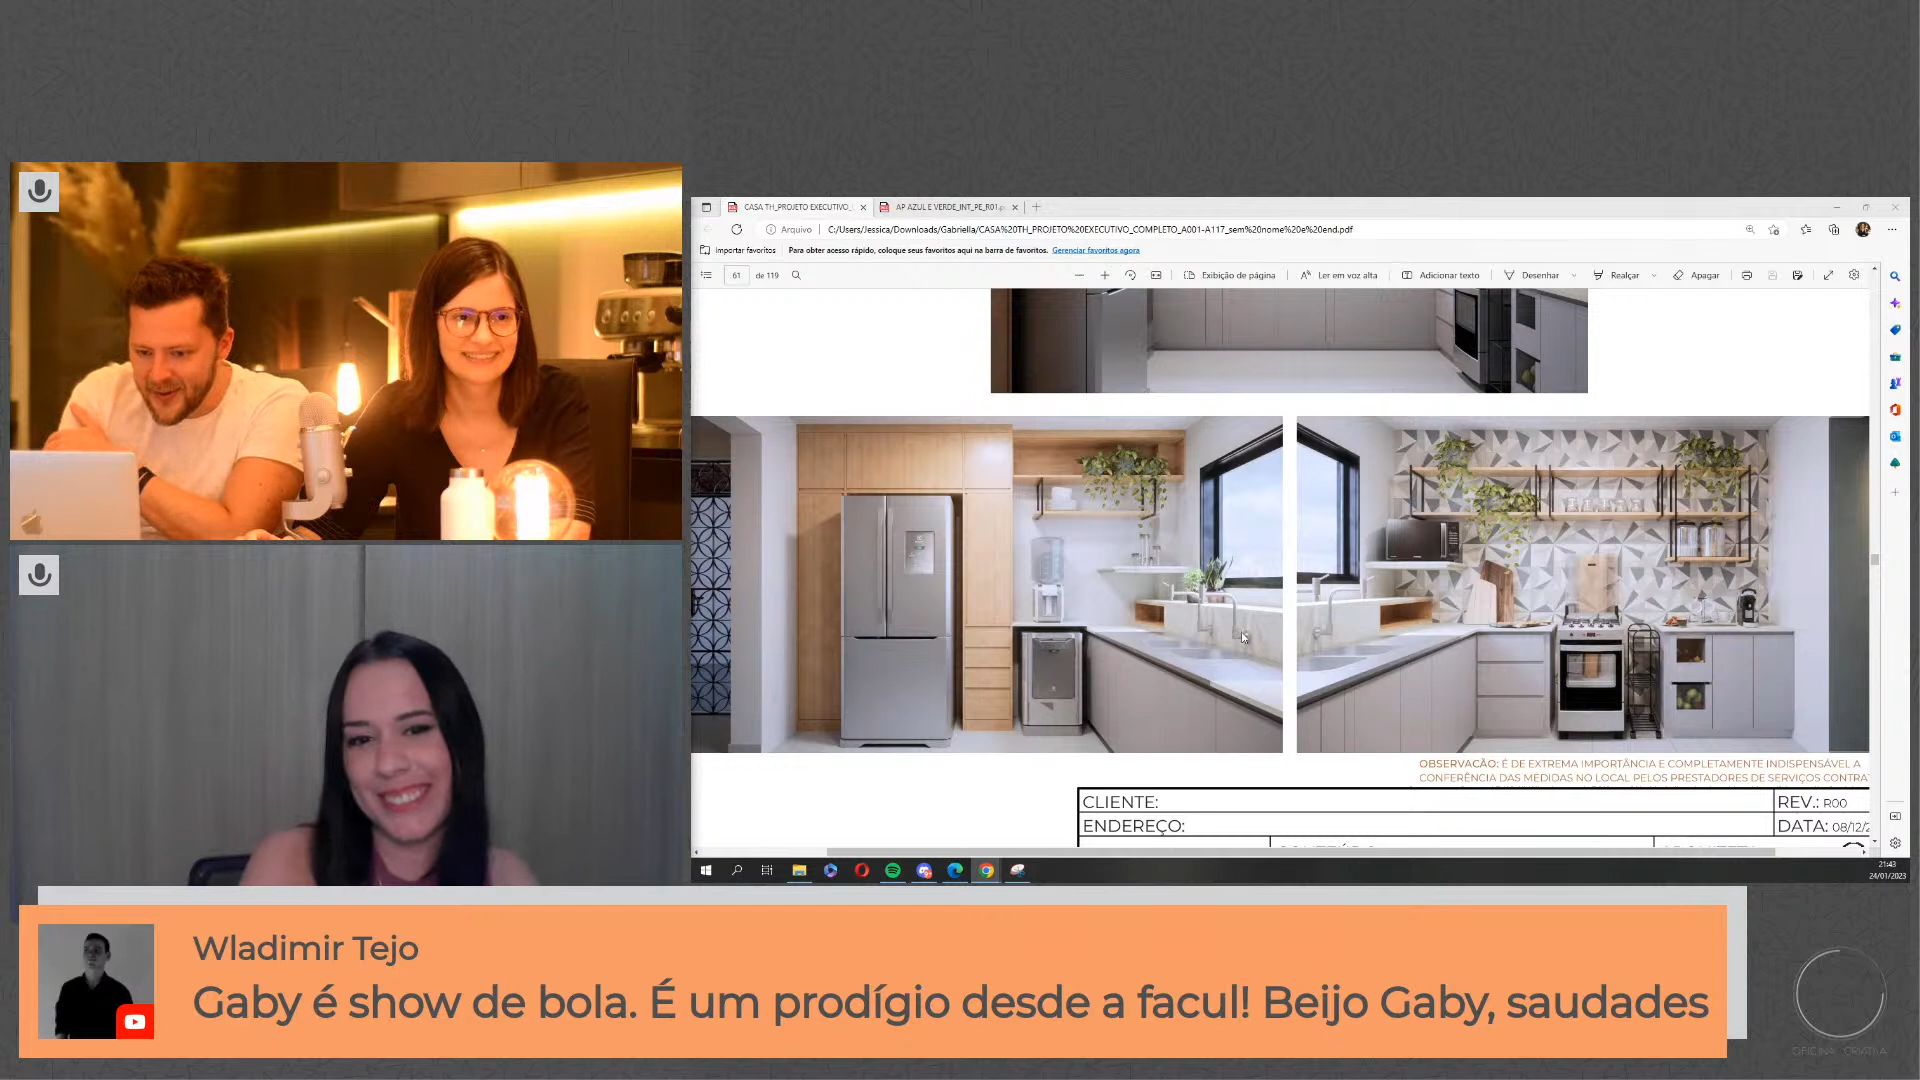 CASA TH_PROJETO EXECUTIVO_
AP AZUL E VERDE_INT_PE_R01
Arquivo
C:/Users/Jessica/Downloads/Gabriella/CASA%20TH_PROJETO%20EXECUTIVO_COMPLETO_A001-A117_sem%20nome%20e%20end.pdf
Importar favoritos
Para obter acesso rápido, coloque seus favoritos aqui na barra de favoritos. Gerenciar favoritos agora
61 de 119
Exibição de página
Ler em voz alta
Adicionar texto
Desenhar
Realçar
Apagar
OBSERVAÇÃO: É DE EXTREMA IMPORTÂNCIA E COMPLETAMENTE INDISPENSÁVEL A
CONFERÊNCIA DAS MEDIDAS NO LOCAL PELOS PRESTADORES DE SERVIÇOS CONTRA
CLIENTE:
REV.: R00
ENDEREÇO:
DATA: 08/12/2
21:43
24/01/2023
Wladimir Tejo
Gaby é show de bola. É um prodígio desde a facul! Beijo Gaby, saudades
OFICINA CRIATIVA